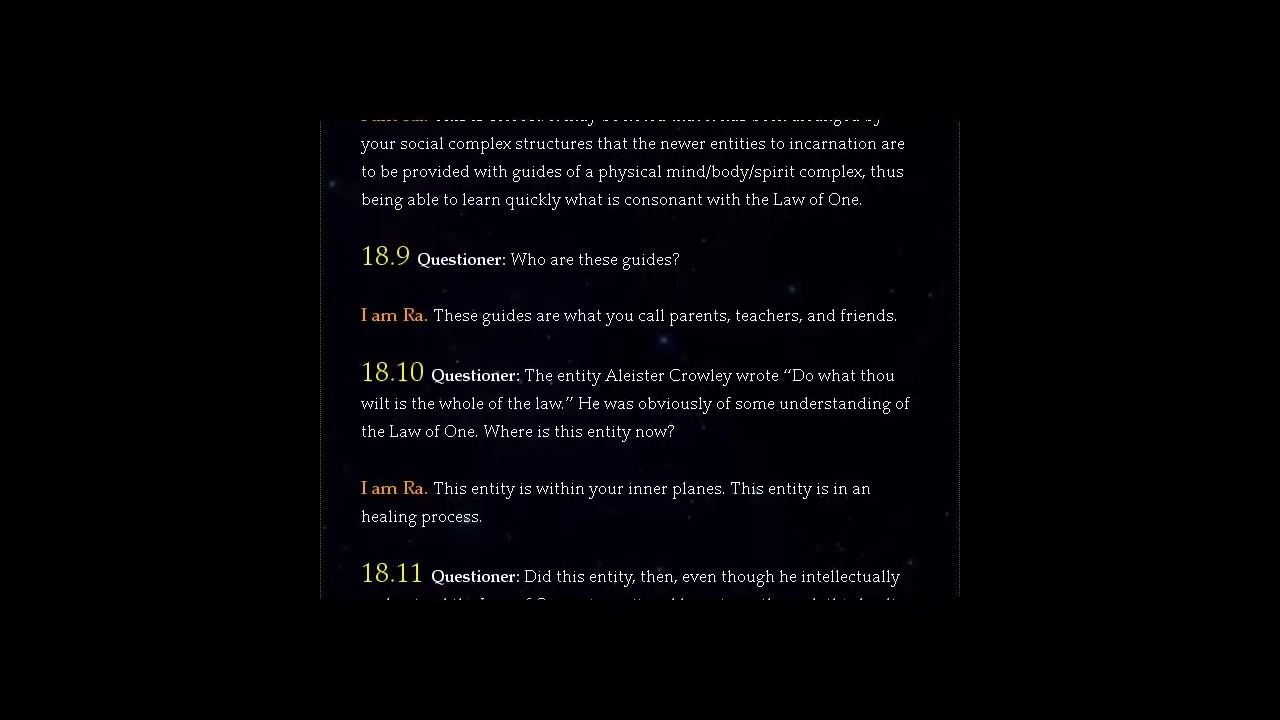 your social complex structures that the newer entities to incarnation are
to be provided with guides of a physical mind/body/spirit complex, thus
being able to learn quickly what is consonant with the Law of One.
18.9 Questioner: Who are these guides?
I am Ra. These guides are what you call parents, teachers, and friends.
18.10 Questioner: The entity Aleister Crowley wrote “Do what thou
wilt is the whole of the law.” He was obviously of some understanding of
the Law of One. Where is this entity now?
I am Ra. This entity is within your inner planes. This entity is in an
healing process.
18.11 Questioner: Did this entity, then, even though he intellectually